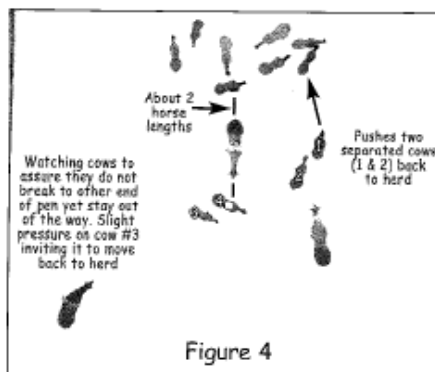 About 2
horse
lengths
Pushes two
separated cows
(1 & 2) back
to herd
Watching cows to
assure they do not
break to other end
of pen yet stay out
of the way. Slight
pressure on cow #3
inviting it to move
back to herd
Figure 4